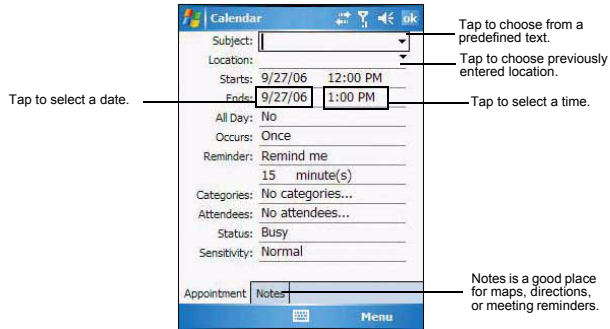 Calendar ok
Subject:
Location:
Starts: 9/27/06 12:00 PM
Ends: 9/27/06 1:00 PM
All Day: No
Occurs: Once
Reminder: Remind me
15 minute(s)
Categories: No categories...
Attendees: No attendees...
Status: Busy
Sensitivity: Normal
Appointment Notes
Menu
Tap to select a date.
Tap to choose from a
predefined text.
Tap to choose previously
entered location.
Tap to select a time.
Notes is a good place
for maps, directions,
or meeting reminders.